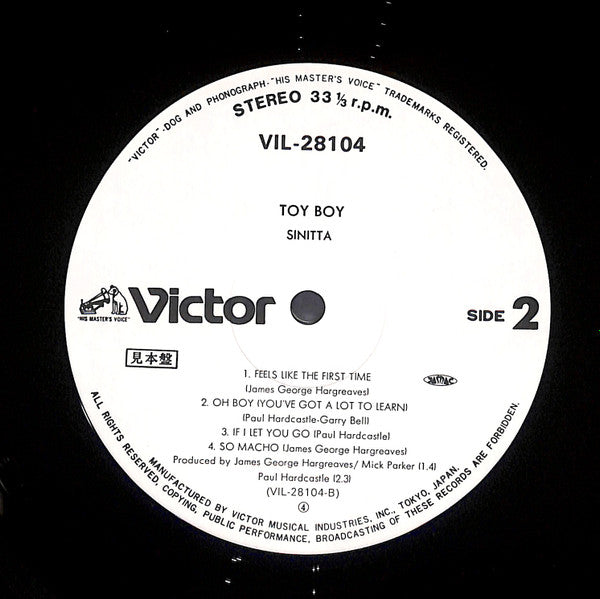 "VICTOR"-DOG AND PHONOGRAPH-"HIS MASTER'S VOICE" TRADEMARKS REGISTERED.
STEREO 33 ⅓ r.p.m.
VIL-28104
TOY BOY
SINITTA
"HIS MASTER'S VOICE"
Victor
SIDE 2
見本盤
1. FEELS LIKE THE FIRST TIME
(James George Hargreaves)
2. OH BOY (YOU'VE GOT A LOT TO LEARN)
(Paul Hardcastle-Garry Bell)
3. IF I LET YOU GO (Paul Hardcastle)
4. SO MACHO (James George Hargreaves)
Produced by James George Hargreaves/ Mick Parker (1.4)
Paul Hardcastle (2.3)
(VIL-28104-B)
④
MANUFACTURED BY VICTOR MUSICAL INDUSTRIES, INC., TOKYO, JAPAN.
ALL RIGHTS RESERVED, COPYING, PUBLIC PERFORMANCE, BROADCASTING OF THESE RECORDS ARE FORBIDDEN.